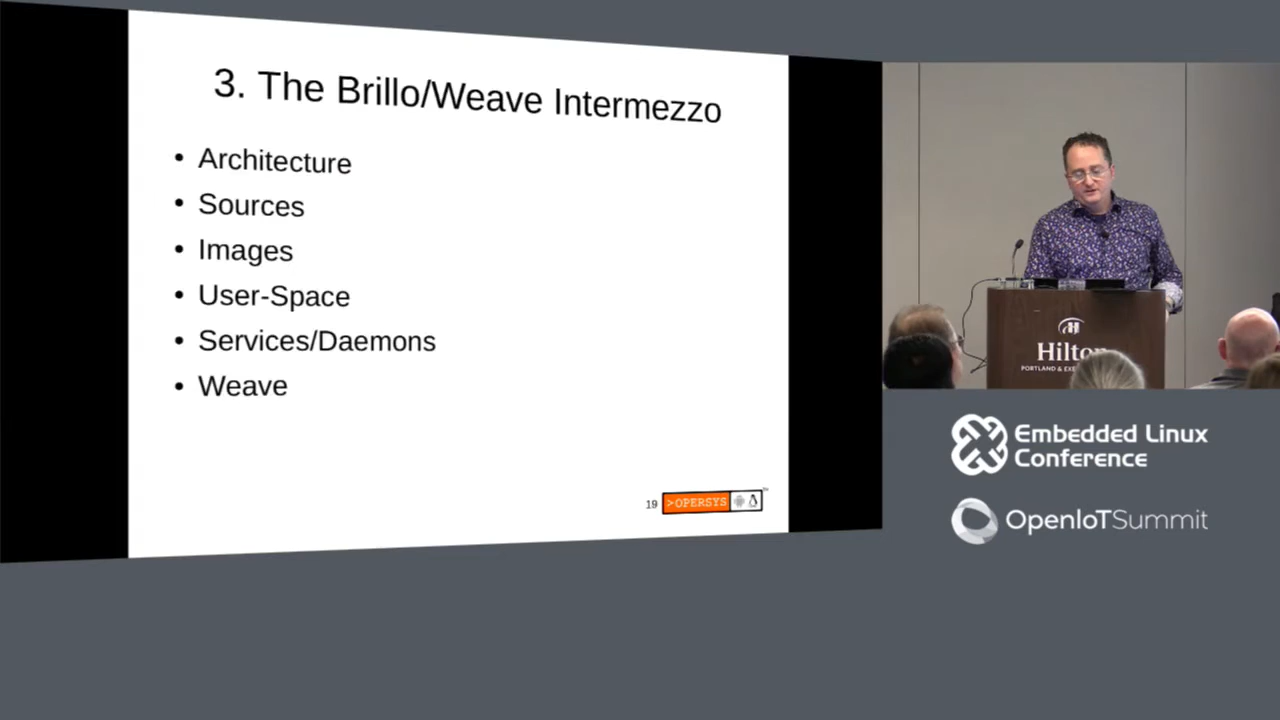 3. The Brillo/Weave Intermezzo
• Architecture
• Sources
• Images
• User-Space
• Services/Daemons
• Weave
19
>OPERSYS
Hilton
Embedded Linux
Conference
OpenIoTSummit